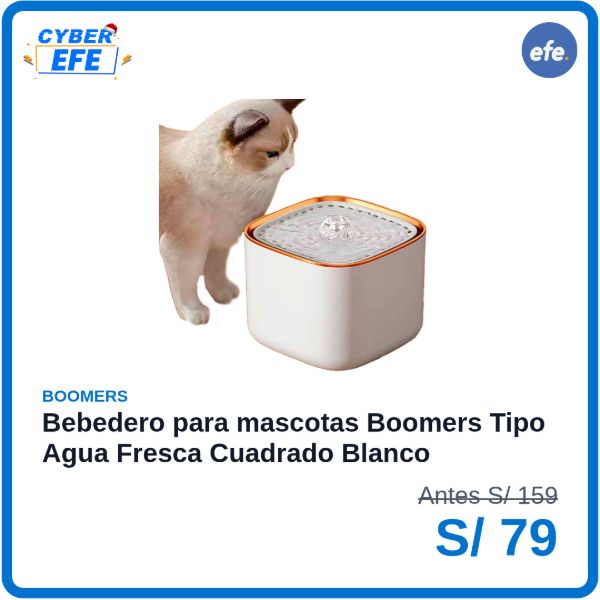 CYBER
EFE
efe.
BOOMERS
Bebedero para mascotas Boomers Tipo
Agua Fresca Cuadrado Blanco
Antes S/ 159
S/ 79